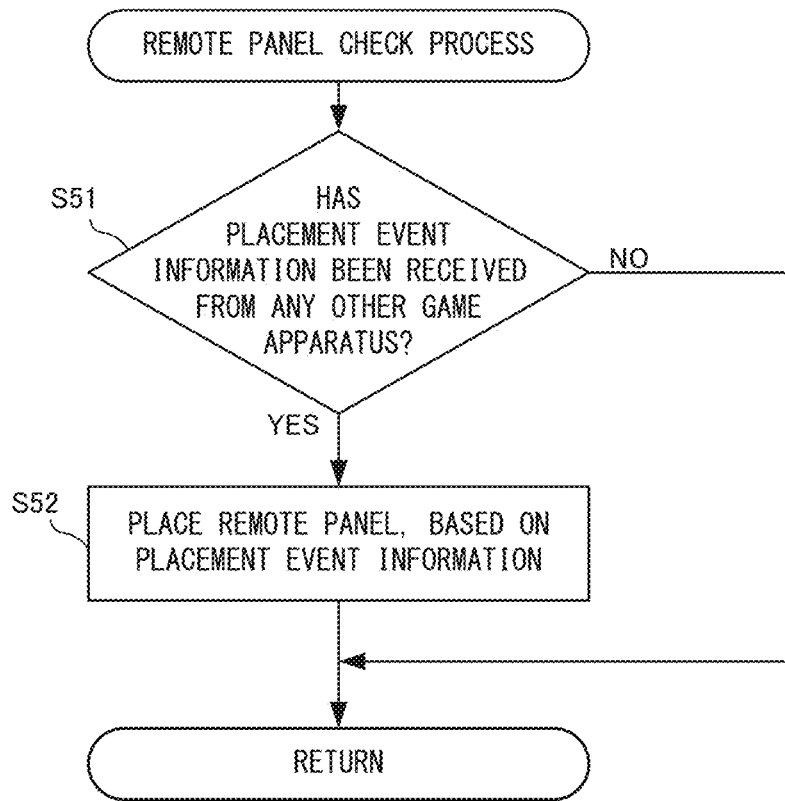 REMOTE PANEL CHECK PROCESS
S51
HAS
PLACEMENT EVENT
INFORMATION BEEN RECEIVED
FROM ANY OTHER GAME
APPARATUS?
NO
YES
S52
PLACE REMOTE PANEL, BASED ON
PLACEMENT EVENT INFORMATION
RETURN